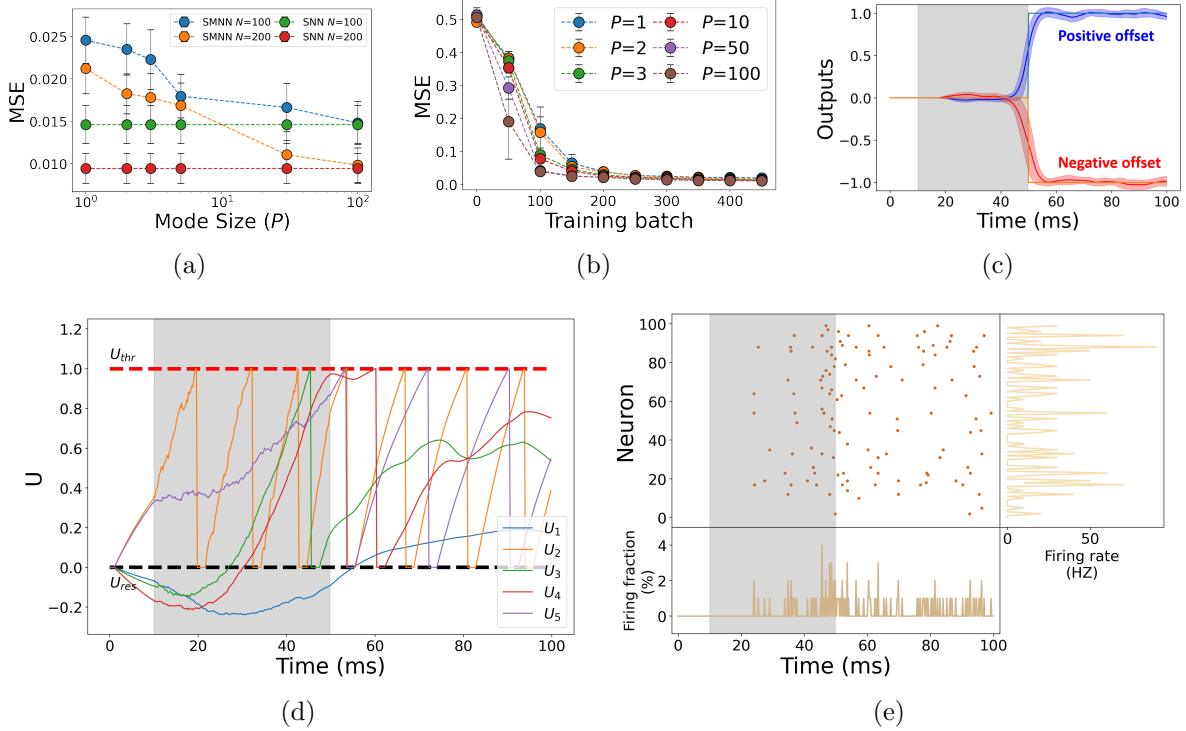 SMNN N=100
SNN N=100
SMNN N=200
SNN N=200
0.025
0.020
0.015
0.010
MSE
10⁰
10¹
10²
Mode Size (P)
(a)
P=1
P=10
P=2
P=50
P=3
P=100
0.5
0.4
0.3
0.2
0.1
0.0
MSE
0
100
200
300
400
Training batch
(b)
1.0
0.5
0.0
−0.5
−1.0
Outputs
Positive offset
Negative offset
0
20
40
60
80
100
Time (ms)
(c)
1.2
1.0
0.8
0.6
0.4
0.2
0.0
−0.2
U
U_thr
U_res
U_1
U_2
U_3
U_4
U_5
0
20
40
60
80
100
Time (ms)
(d)
100
80
60
40
20
0
Neuron
4
2
0
Firing fraction
(%)
0
20
40
60
80
100
Time (ms)
0
50
Firing rate
(HZ)
(e)